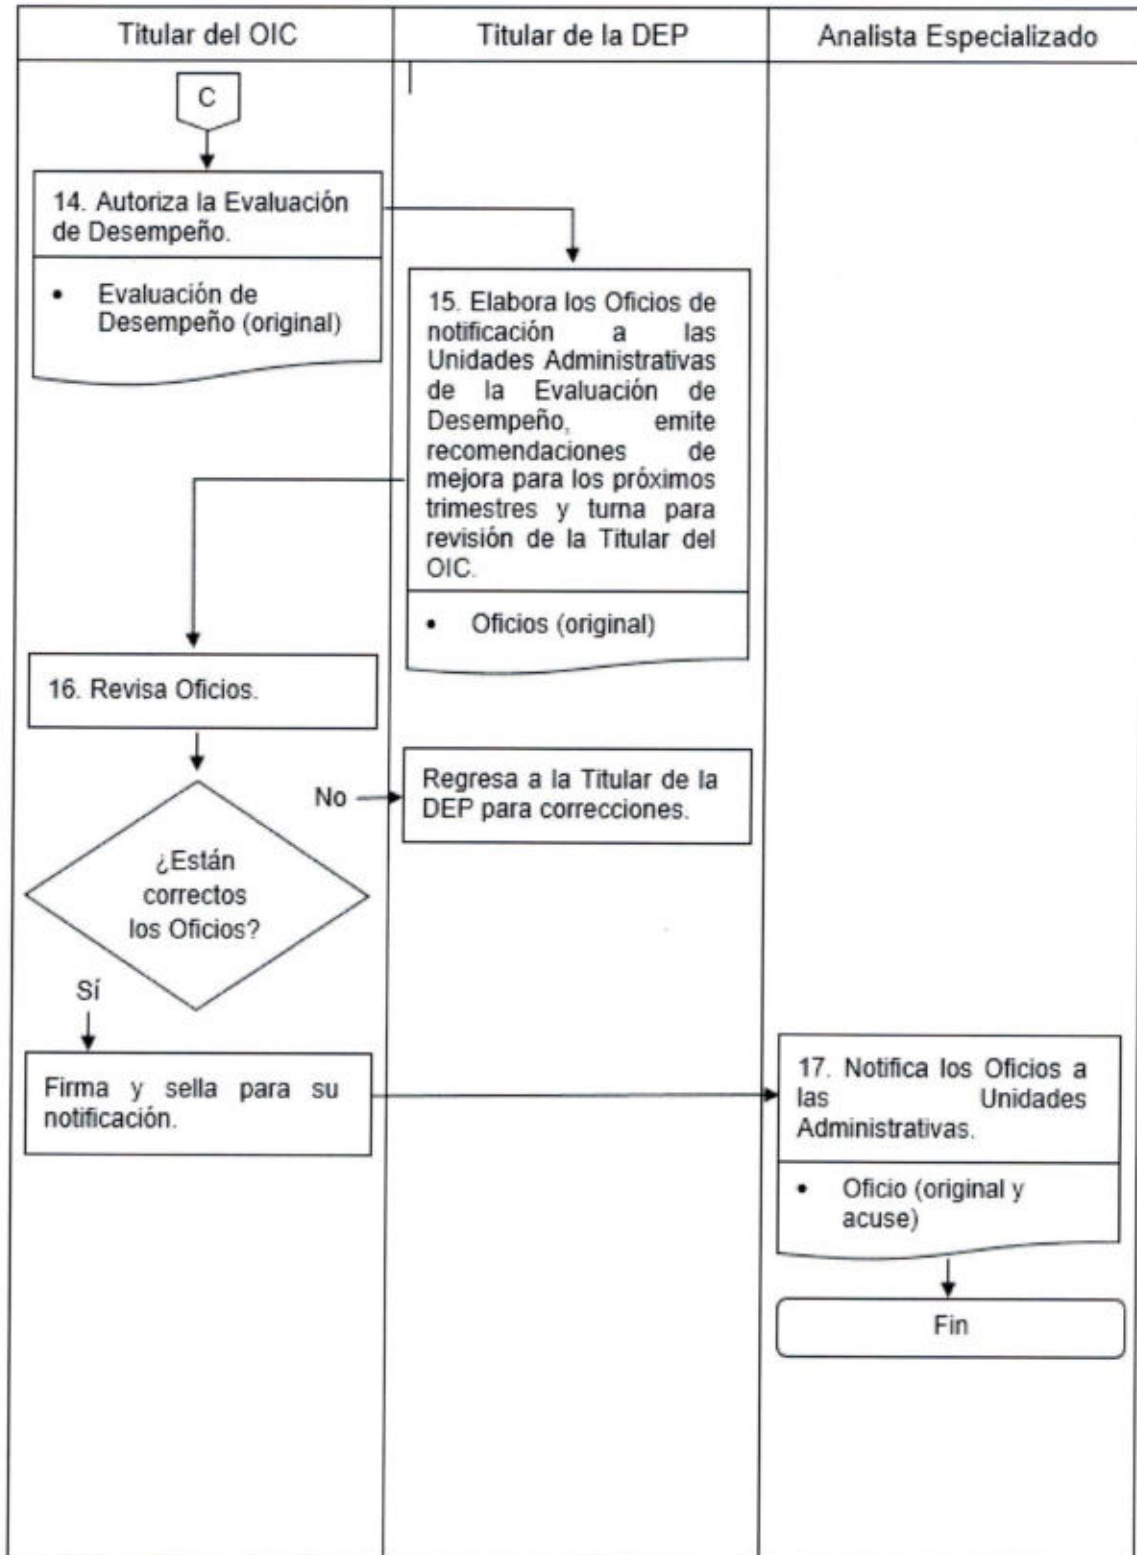 Titular del OIC
Titular de la DEP
Analista Especializado
C
14. Autoriza la Evaluación
de Desempeño.
• Evaluación de
Desempeño (original)
15. Elabora los Oficios de
notificación a las
Unidades Administrativas
de la Evaluación de
Desempeño, emite
recomendaciones de
mejora para los próximos
trimestres y turna para
revisión de la Titular del
OIC.
• Oficios (original)
16. Revisa Oficios.
No
Regresa a la Titular de la
DEP para correcciones.
¿Están
correctos
los Oficios?
Sí
Firma y sella para su
notificación.
17. Notifica los Oficios a
las Unidades
Administrativas.
• Oficio (original y
acuse)
Fin